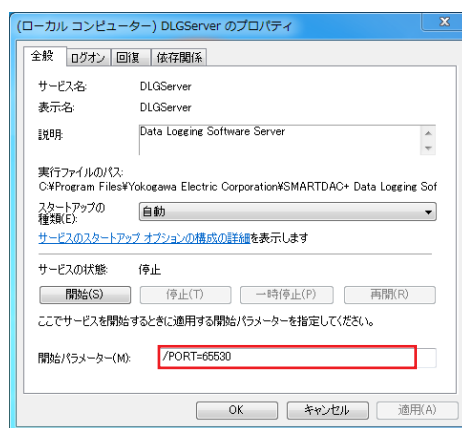 (ローカル コンピューター) DLGServer のプロパティ
全般 ログオン 回復 依存関係
サービス名: DLGServer
表示名: DLGServer
説明: Data Logging Software Server
実行ファイルのパス:
C:¥Program Files¥Yokogawa Electric Corporation¥SMARTDAC+ Data Logging Sof
スタートアップの
種類(E): 自動
サービスのスタートアップ オプションの構成の詳細を表示します
サービスの状態: 停止
開始(S) 停止(T) 一時停止(P) 再開(R)
ここでサービスを開始するときに適用する開始パラメーターを指定してください。
開始パラメーター(M): /PORT=65530
OK キャンセル 適用(A)